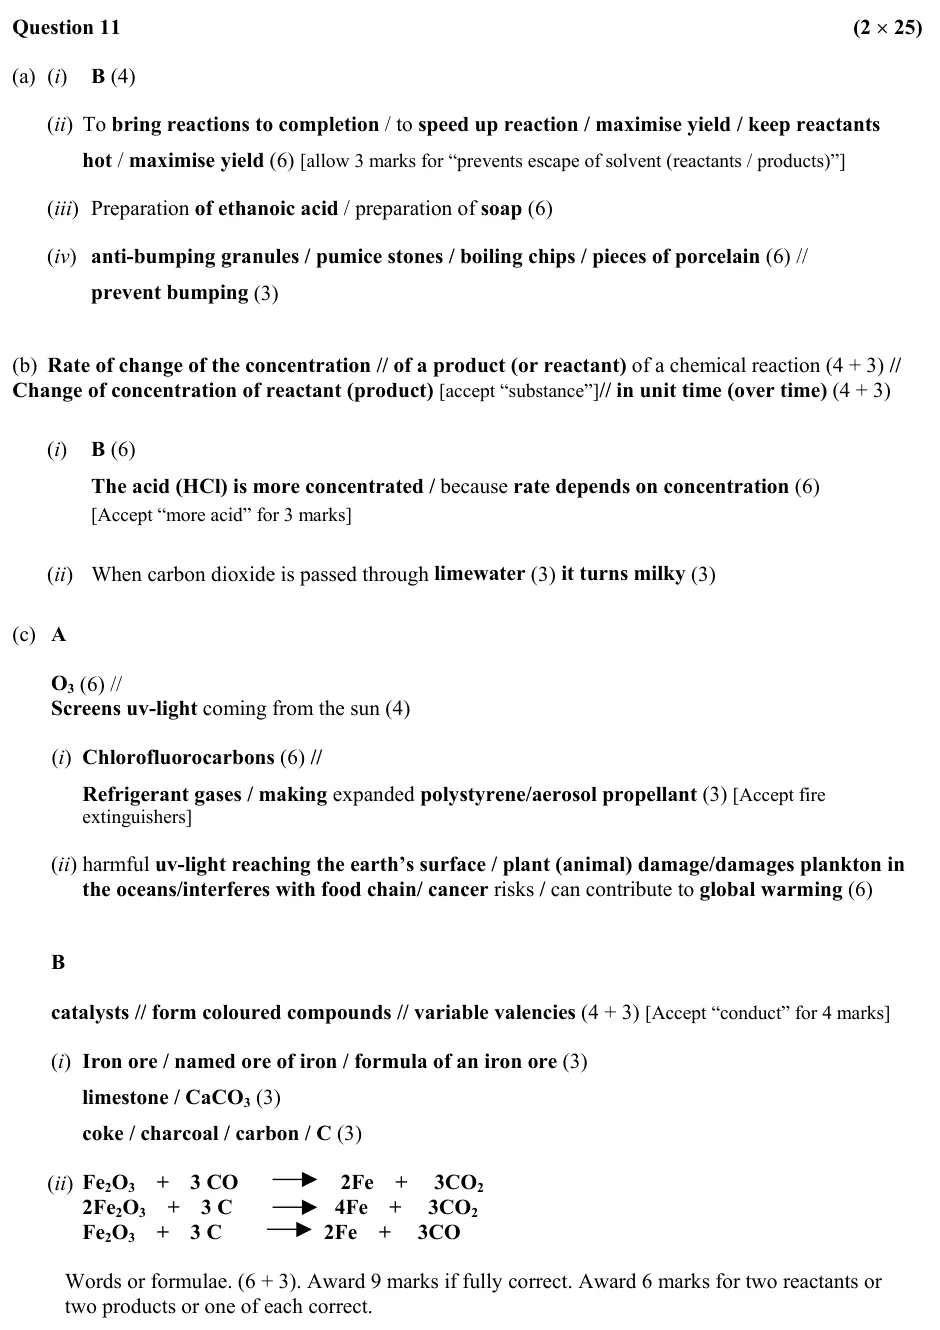 Question 11 (2 × 25)
(a) (i) B (4)
(ii) To bring reactions to completion / to speed up reaction / maximise yield / keep reactants
hot / maximise yield (6) [allow 3 marks for “prevents escape of solvent (reactants / products)”]
(iii) Preparation of ethanoic acid / preparation of soap (6)
(iv) anti-bumping granules / pumice stones / boiling chips / pieces of porcelain (6) //
prevent bumping (3)
(b) Rate of change of the concentration // of a product (or reactant) of a chemical reaction (4 + 3) //
Change of concentration of reactant (product) [accept “substance”]// in unit time (over time) (4 + 3)
(i) B (6)
The acid (HCl) is more concentrated / because rate depends on concentration (6)
[Accept “more acid” for 3 marks]
(ii) When carbon dioxide is passed through limewater (3) it turns milky (3)
(c) A
O₃ (6) //
Screens uv-light coming from the sun (4)
(i) Chlorofluorocarbons (6) //
Refrigerant gases / making expanded polystyrene/aerosol propellant (3) [Accept fire
extinguishers]
(ii) harmful uv-light reaching the earth’s surface / plant (animal) damage/damages plankton in
the oceans/interferes with food chain/ cancer risks / can contribute to global warming (6)
B
catalysts // form coloured compounds // variable valencies (4 + 3) [Accept “conduct” for 4 marks]
(i) Iron ore / named ore of iron / formula of an iron ore (3)
limestone / CaCO₃ (3)
coke / charcoal / carbon / C (3)
(ii) Fe₂O₃ + 3 CO → 2Fe + 3CO₂
2Fe₂O₃ + 3 C → 4Fe + 3CO₂
Fe₂O₃ + 3 C → 2Fe + 3CO
Words or formulae. (6 + 3). Award 9 marks if fully correct. Award 6 marks for two reactants or
two products or one of each correct.